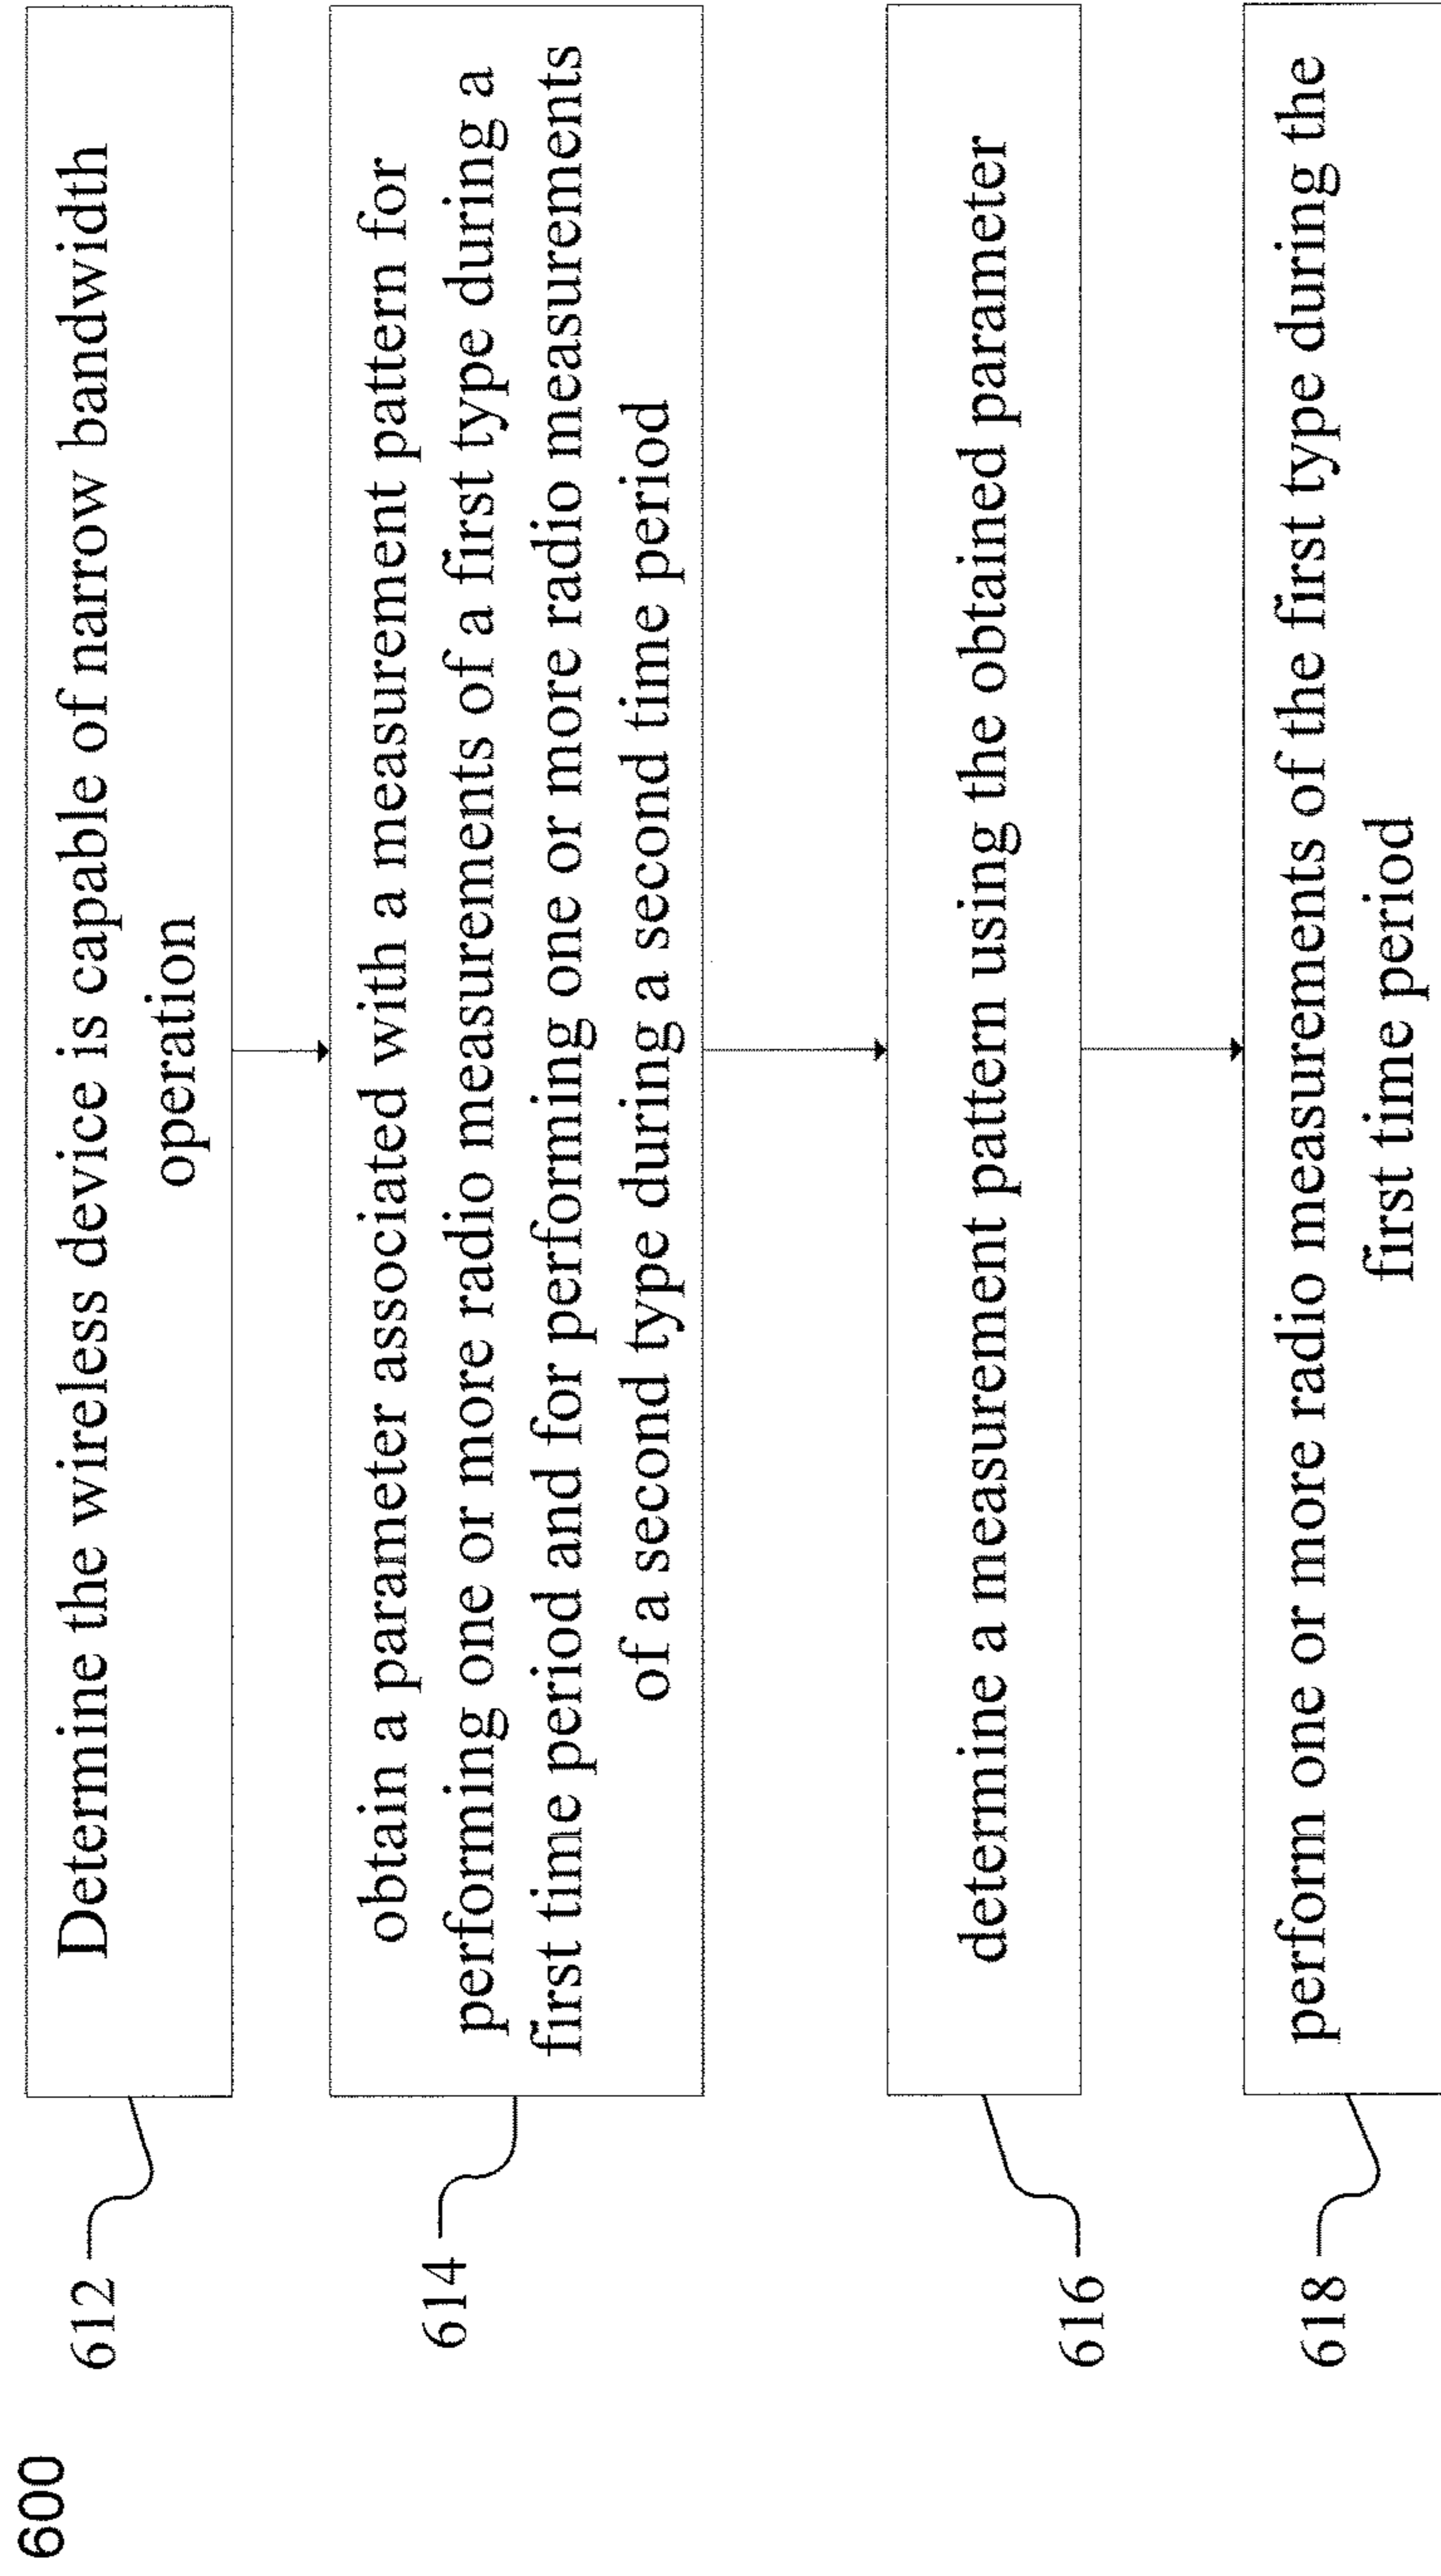 600
612
Determine the wireless device is capable of narrow bandwidth
operation
614
obtain a parameter associated with a measurement pattern for
performing one or more radio measurements of a first type during a
first time period and for performing one or more radio measurements
of a second type during a second time period
616
determine a measurement pattern using the obtained parameter
618
perform one or more radio measurements of the first type during the
first time period